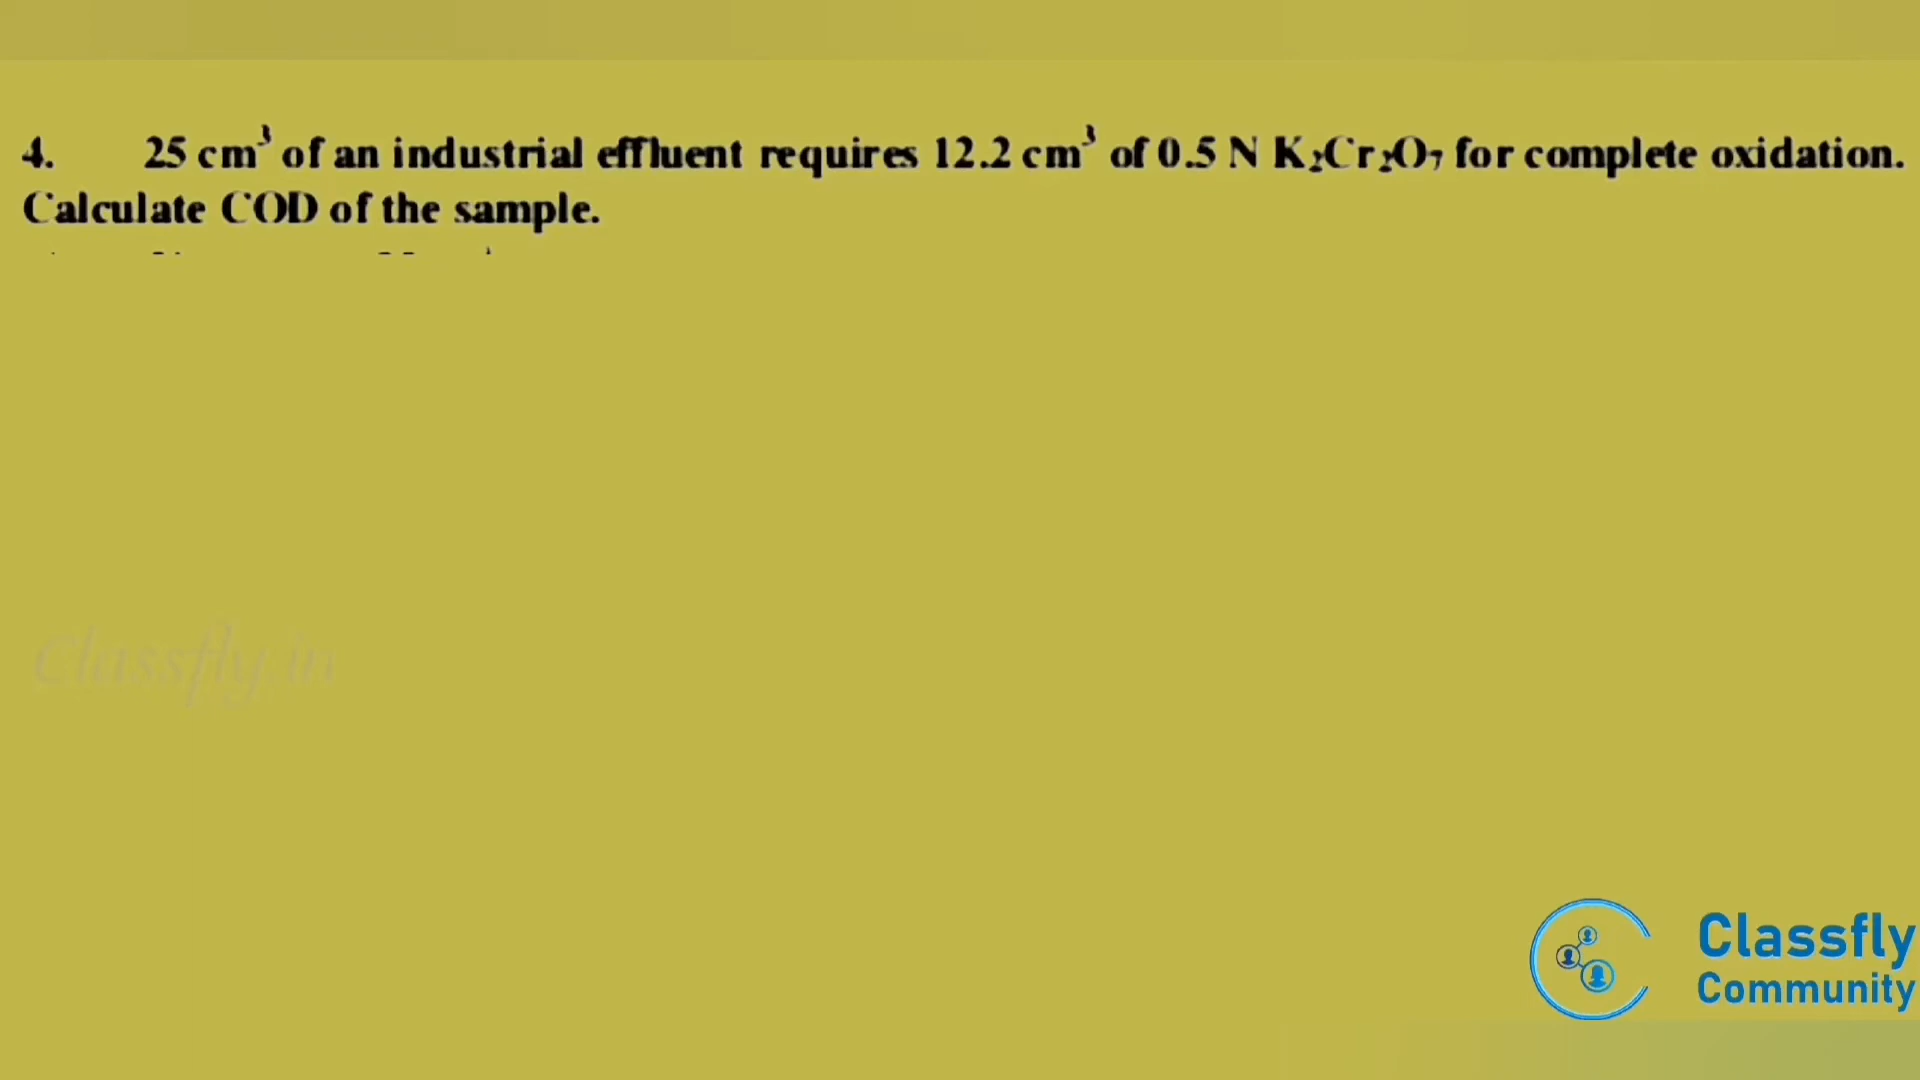 4. 25 cm³ of an industrial effluent requires 12.2 cm³ of 0.5 N K₂Cr₂O₇ for complete oxidation.
Calculate COD of the sample.
Classfly.in
Classfly
Community